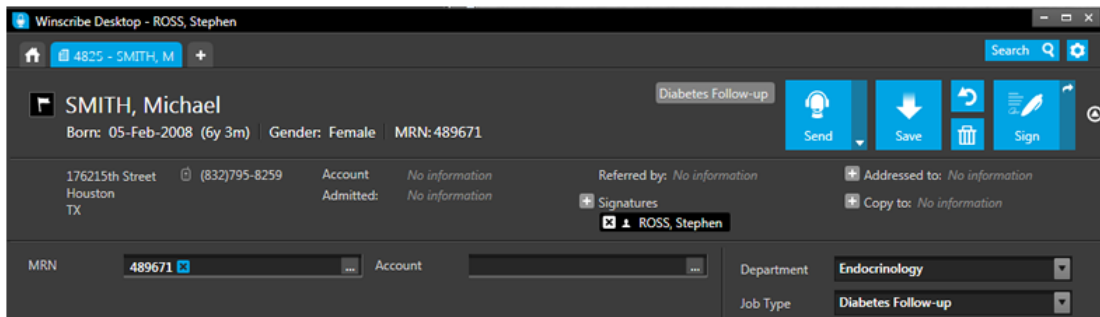 Winscribe Desktop - ROSS, Stephen
4825 - SMITH, M
Search
SMITH, Michael
Born: 05-Feb-2008 (6y 3m) Gender: Female MRN: 489671
Diabetes Follow-up
Send
Save
Sign
176215th Street (832)795-8259
Houston
TX
Account No information
Admitted: No information
Referred by: No information
Signatures
ROSS, Stephen
Addressed to: No information
Copy to: No information
MRN 489671 ... Account ...
Department Endocrinology
Job Type Diabetes Follow-up